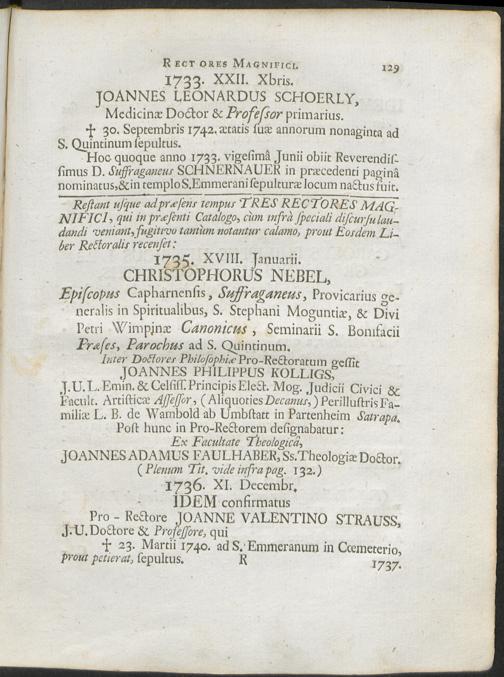 RECTORES MAGNIFICI. 129
1733. XXII. Xbris.
JOANNES LEONARDUS SCHOERLY,
Medicinæ Doctor & Professor primarius.
† 30. Septembris 1742. ætatis suæ annorum nonaginta ad
S. Quintinum sepultus.
Hoc quoque anno 1733. vigesimâ Junii obiit Reverendis-
simus D. Suffraganeus SCHNERNAUER in præcedenti paginâ
nominatus, & in templo S. Emmerani sepulturæ locum nactus fuit.
Restant usque ad præsens tempus TRES RECTORES MAG-
NIFICI, qui in præsenti Catalogo, cùm infrà speciali discursu lau-
dandi veniant, fugitivo tantùm notantur calamo, prout Eosdem Li-
ber Rectoralis recenset:
1735. XVIII. Januarii.
CHRISTOPHORUS NEBEL,
Episcopus Capharnensis, Suffraganeus, Provicarius ge-
neralis in Spiritualibus, S. Stephani Moguntiæ, & Divi
Petri Wimpinæ Canonicus, Seminarii S. Bonifacii
Præses, Parochus ad S. Quintinum.
Inter Doctores Philosophiæ Pro-Rectoratum gessit
JOANNES PHILIPPUS KOLLIGS,
J. U. L. Emin. & Celsiss. Principis Elect. Mog. Judicii Civici &
Facult. Artisticæ Assessor, (Aliquoties Decanus,) Perillustris Fa-
miliæ L. B. de Wambold ab Umbstatt in Partenheim Satrapa.
Post hunc in Pro-Rectorem designabatur:
Ex Facultate Theologicâ,
JOANNES ADAMUS FAULHABER, Ss. Theologiæ Doctor.
(Plenum Tit. vide infra pag. 132.)
1736. XI. Decembr.
IDEM confirmatus
Pro-Rectore JOANNE VALENTINO STRAUSS,
J. U. Doctore & Professore, qui
† 23. Martii 1740. ad S. Emmeranum in Cœmeterio,
prout petierat, sepultus. R
1737.